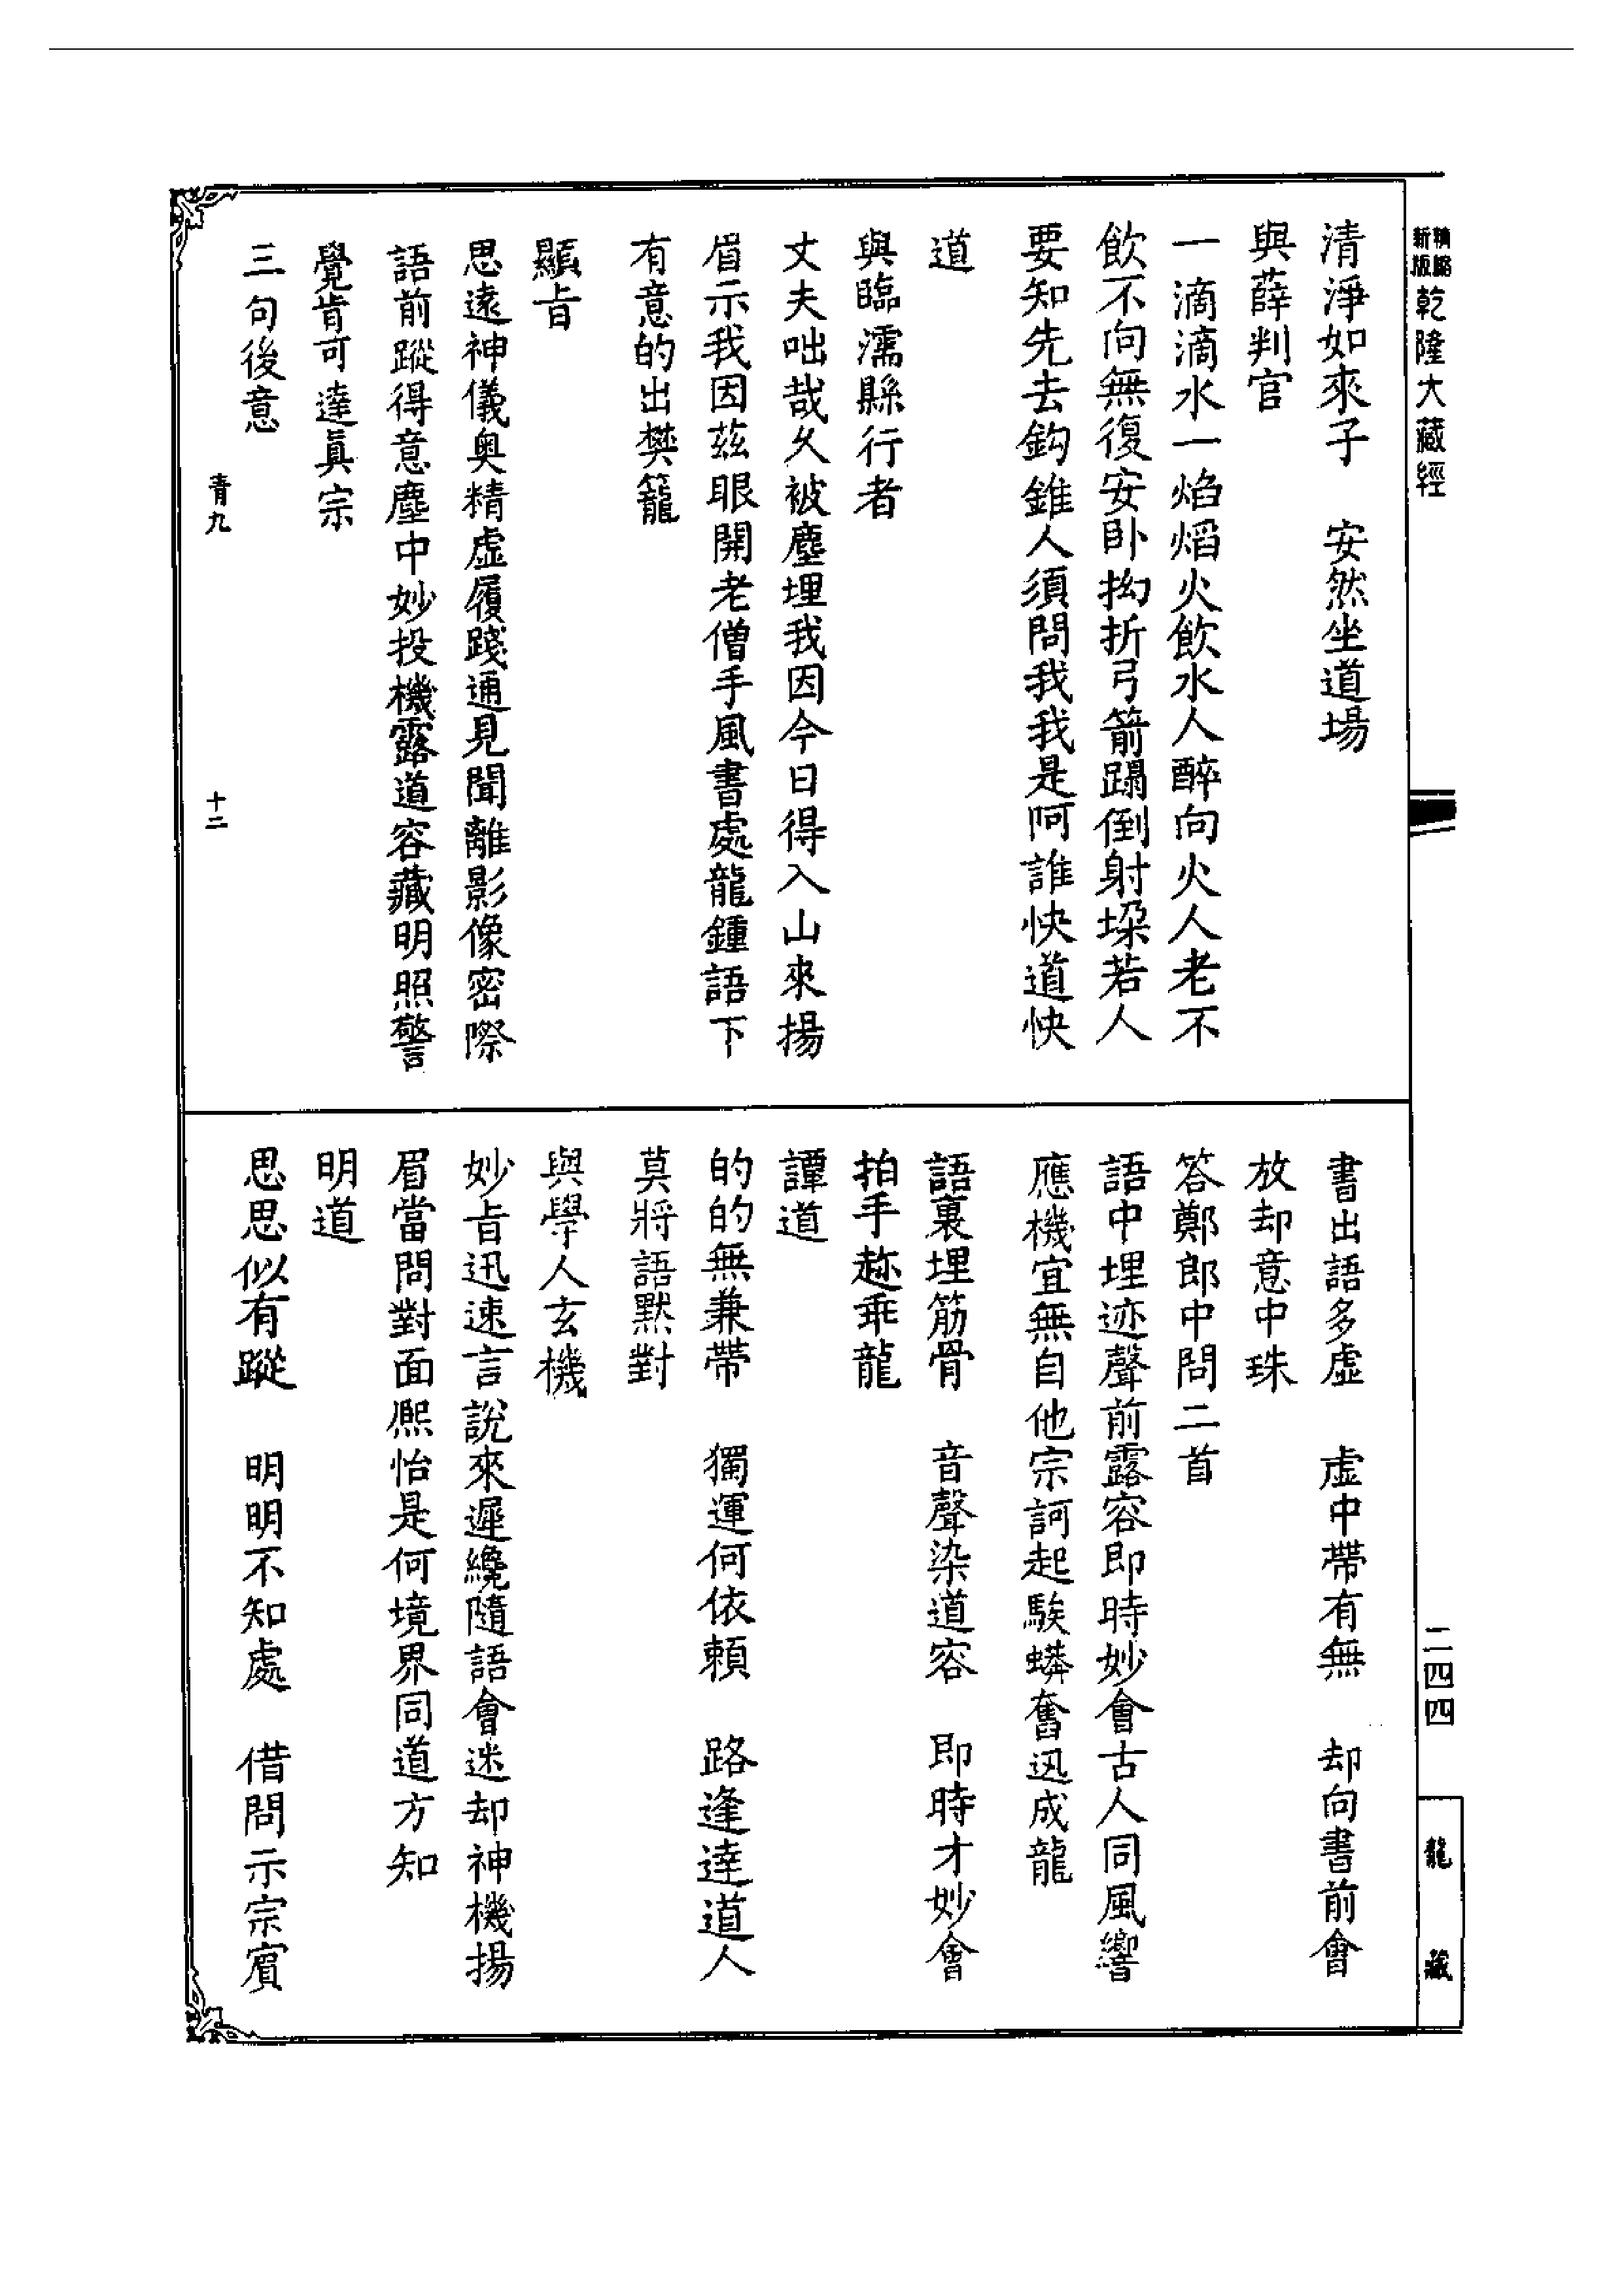 新版精縮乾隆大藏經
清淨如來子　安然坐道場
與薛判官
一滴滴水一焰焰火飲水人醉向火人老不
飲不向無復安卧拗折弓箭蹋倒射垛若人
要知先去鈎錐人須問我我是阿誰快道快
道
與臨濡縣行者
丈夫咄哉久被塵埋我因今日得入山來揚
眉示我因茲眼開老僧手風書處龍鍾語下
有意的出樊籠
顯旨
思遠神儀奥精虛履踐通見聞離影像密際
語前蹤得意塵中妙投機露道容藏明照警
覺肯可達真宗
三句後意
青九
十二
書出語多虛　虛中帶有無　却向書前會
放却意中珠
答鄭郎中問二首
語中埋迹聲前露容即時妙會古人同風響
應機宜無自他宗訶起駭蟒奮迅成龍
語裏埋筋骨　音聲染道容　即時才妙會
拍手趂乖龍
譚道
的的無兼帶　獨運何依賴　路逢達道人
莫將語默對
與學人玄機
妙旨迅速言說來遲纔隨語會迷却神機揚
眉當問對面熈怡是何境界同道方知
明道
思思似有蹤　明明不知處　借問示宗賓
二四四
龍藏